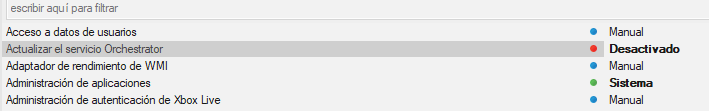 escribir aquí para filtrar
Acceso a datos de usuarios Manual
Actualizar el servicio Orchestrator Desactivado
Adaptador de rendimiento de WMI Manual
Administración de aplicaciones Sistema
Administración de autenticación de Xbox Live Manual